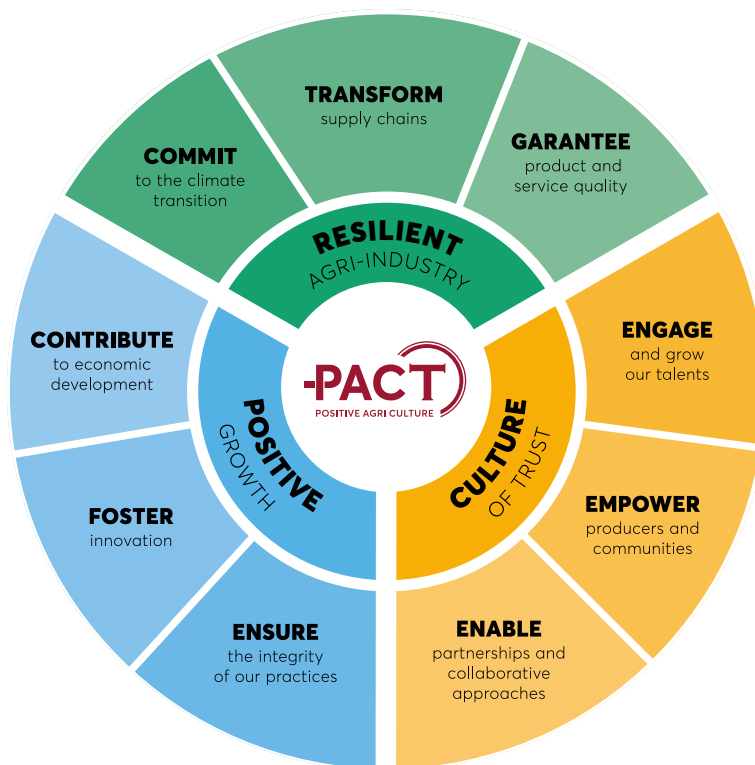 TRANSFORM
supply chains
COMMIT
to the climate
transition
GARANTEE
product and
service quality
RESILIENT
AGRI-INDUSTRY
CONTRIBUTE
to economic
development
ENGAGE
and grow
our talents
-PACT
POSITIVE AGRI CULTURE
POSITIVE
GROWTH
CULTURE
OF TRUST
FOSTER
innovation
EMPOWER
producers and
communities
ENSURE
the integrity
of our practices
ENABLE
partnerships and
collaborative
approaches